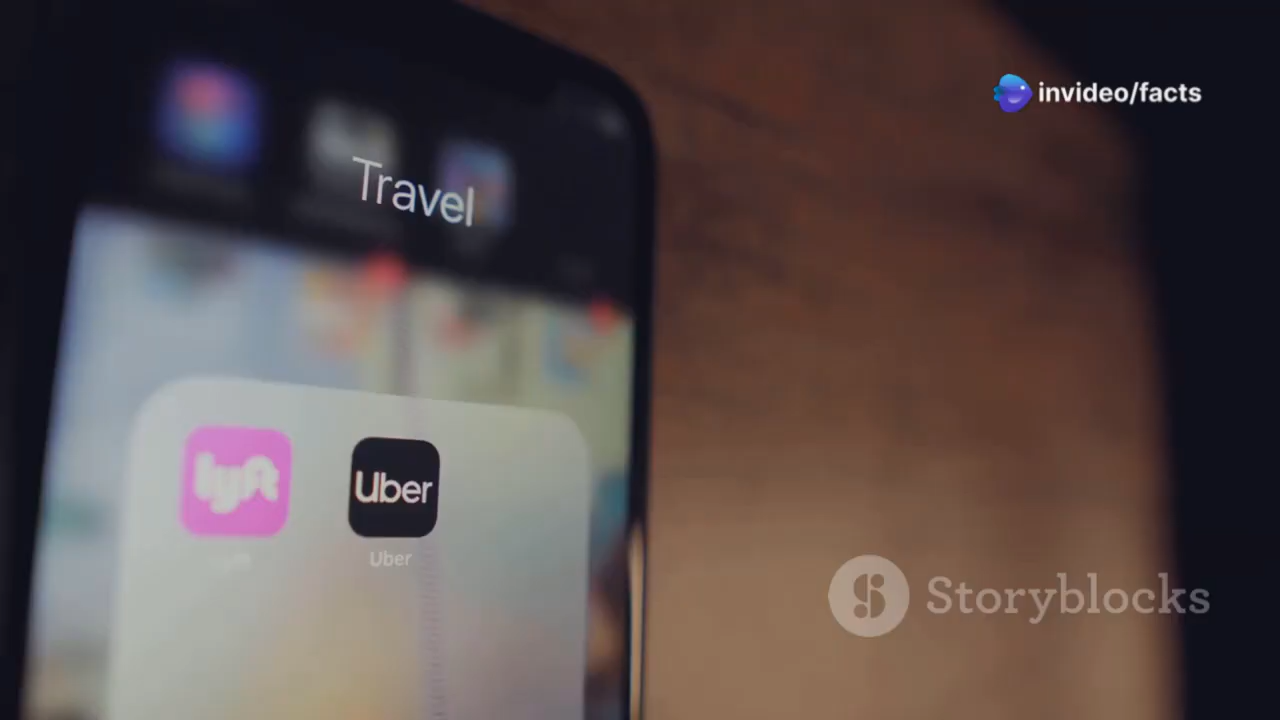 invideo/facts
Travel
lyft
Uber
Uber
Storyblocks